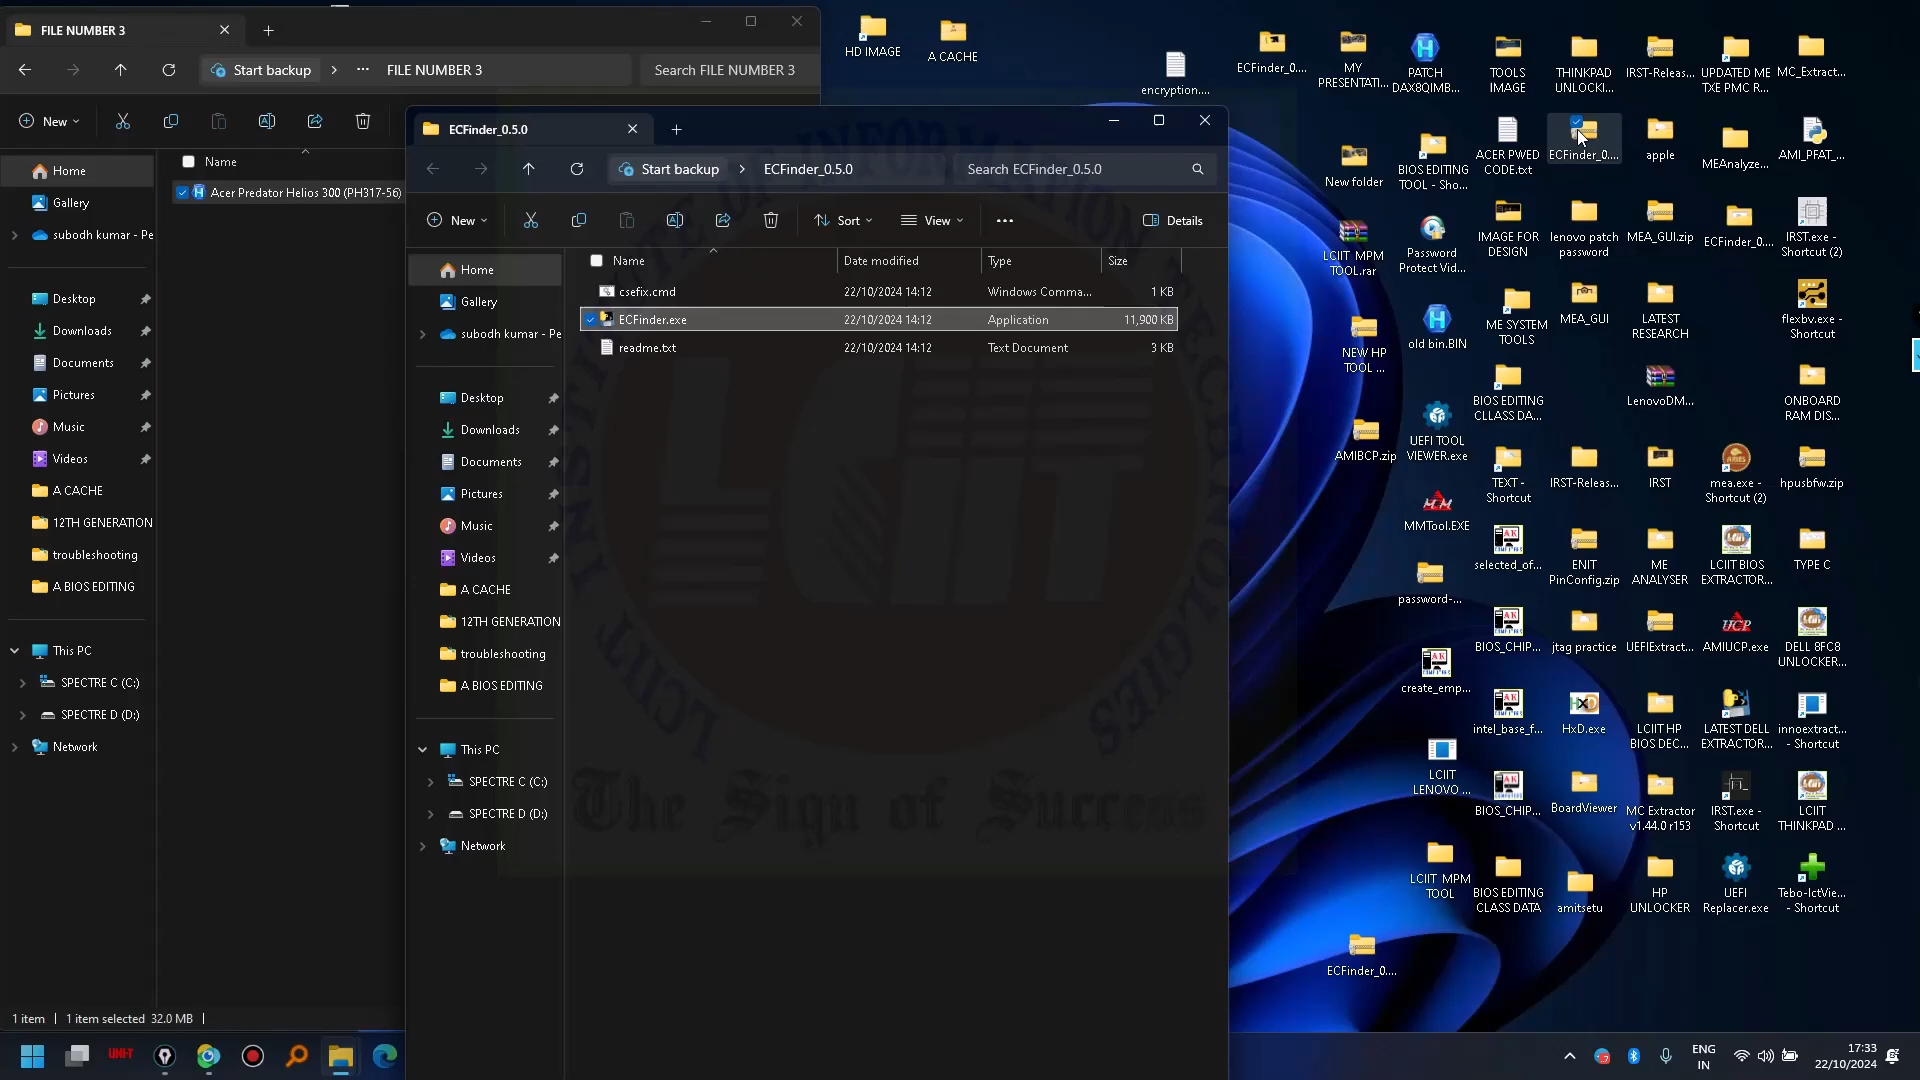 FILE NUMBER 3
Start backup
FILE NUMBER 3
Search FILE NUMBER 3
New
Name
Home
Gallery
subodh kumar - Pe
Acer Predator Helios 300 (PH317-56)
Desktop
Downloads
Documents
Pictures
Music
Videos
A CACHE
12TH GENERATION
troubleshooting
A BIOS EDITING
This PC
SPECTRE C (C:)
SPECTRE D (D:)
Network
1 item
1 item selected 32.0 MB
ECFinder_0.5.0
Start backup
ECFinder_0.5.0
Search ECFinder_0.5.0
New
Sort
View
Details
Name
Date modified
Type
Size
csefix.cmd
22/10/2024 14:12
Windows Comma...
1 KB
ECFinder.exe
22/10/2024 14:12
Application
11,900 KB
readme.txt
22/10/2024 14:12
Text Document
3 KB
Home
Gallery
subodh kumar - Pe
Desktop
Downloads
Documents
Pictures
Music
Videos
A CACHE
12TH GENERATION
troubleshooting
A BIOS EDITING
This PC
SPECTRE C (C:)
SPECTRE D (D:)
Network
LCIIT INSTITUTE OF INFORMATION TECHNOLOGIES
LCIIT
LCIIT
The Sign of Success
HD IMAGE
A CACHE
encryption....
ECFinder_0....
MY
PRESENTATI...
PATCH
DAX8QIMB...
TOOLS
IMAGE
THINKPAD
UNLOCKI...
IRST-Releas...
UPDATED ME
TXE PMC R...
MC_Extract...
New folder
BIOS EDITING
TOOL - Sho...
ACER PWED
CODE.txt
ECFinder_0....
apple
MEAnalyze...
AMI_PFAT_...
LCIIT MPM
TOOL.rar
Password
Protect Vid...
IMAGE FOR
DESIGN
lenovo patch
password
MEA_GUI.zip
ECFinder_0....
IRST.exe -
Shortcut (2)
NEW HP
TOOL ...
old bin.BIN
ME SYSTEM
TOOLS
MEA_GUI
LATEST
RESEARCH
flexbv.exe -
Shortcut
AMIBCP.zip
UEFI TOOL
VIEWER.exe
BIOS EDITING
CLLASS DA...
LenovoDM...
ONBOARD
RAM DIS...
MMTool.EXE
TEXT -
Shortcut
IRST-Releas...
IRST
mea.exe -
Shortcut (2)
hpusbfw.zip
password-...
selected_of...
ENIT
PinConfig.zip
ME
ANALYSER
LCIIT BIOS
EXTRACTOR...
TYPE C
create_emp...
BIOS_CHIP...
jtag practice
UEFIExtract...
UCP
AMIUCP.exe
DELL 8FC8
UNLOCKER...
LCIIT
LENOVO ...
intel_base_f...
HxD
HxD.exe
LCIIT HP
BIOS DEC...
LATEST DELL
EXTRACTOR...
innoextract...
- Shortcut
BIOS_CHIP...
BoardViewer
MC Extractor
v1.44.0 r153
IRST.exe -
Shortcut
LCIIT
THINKPAD ...
LCIIT MPM
TOOL
BIOS EDITING
CLASS DATA
amitsetu
HP
UNLOCKER
UEFI
Replacer.exe
Tebo-IctVie...
- Shortcut
ECFinder_0....
UNI-T
ENG
IN
17:33
22/10/2024